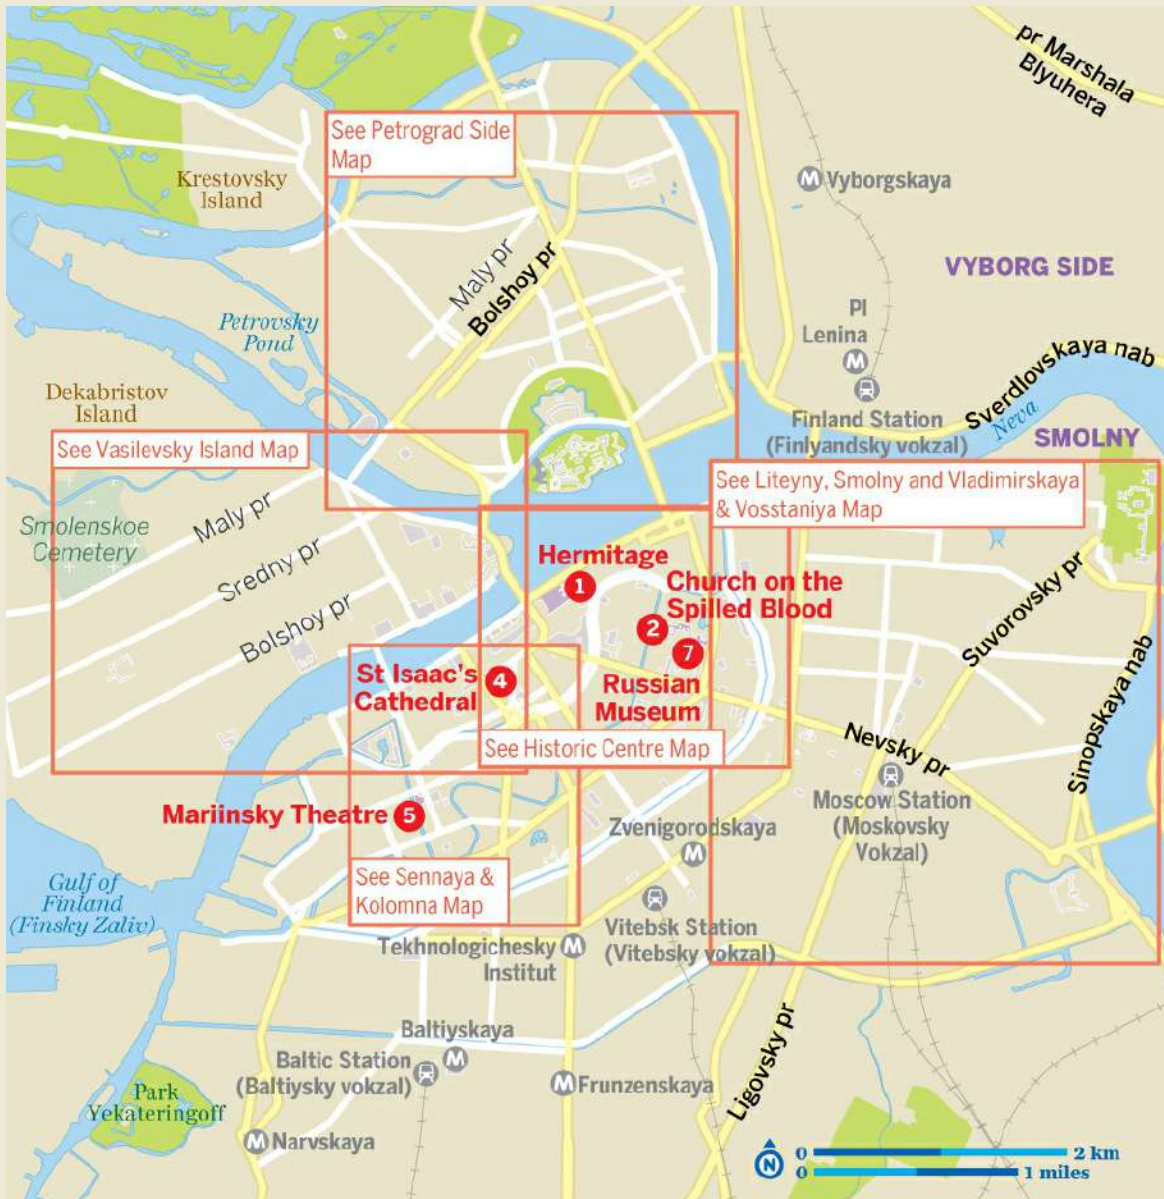 pr Marshala
Blyuhera
See Petrograd Side
Map
Krestovsky
Island
M Vyborgskaya
VYBORG SIDE
Maly pr
Bolshoy pr
Petrovsky
Pond
Pl
Lenina
M
Sverdlovskaya nab
Neva
Dekabristov
Island
Finland Station
(Finlyandsky vokzal)
SMOLNY
See Vasilevsky Island Map
See Liteyny, Smolny and Vladimirskaya
& Vosstaniya Map
Smolenskoe
Cemetery
Maly pr
Sredny pr
Bolshoy pr
Hermitage
1
Church on the
Spilled Blood
2
7
Russian
Museum
St Isaac's
Cathedral
4
Suvorovsky pr
Sinopskaya nab
Nevsky pr
See Historic Centre Map
Moscow Station
(Moskovsky
Vokzal)
Mariinsky Theatre 5
Zvenigorodskaya
M
See Sennaya &
Kolomna Map
Gulf of
Finland
(Finsky Zaliv)
Vitebsk Station
(Vitebsky vokzal)
Tekhnologichesky M
Institut
Ligovsky pr
Baltiyskaya
M
Baltic Station
(Baltiysky vokzal)
M Frunzenskaya
Park
Yekateringoff
M Narvskaya
N
0 2 km
0 1 miles